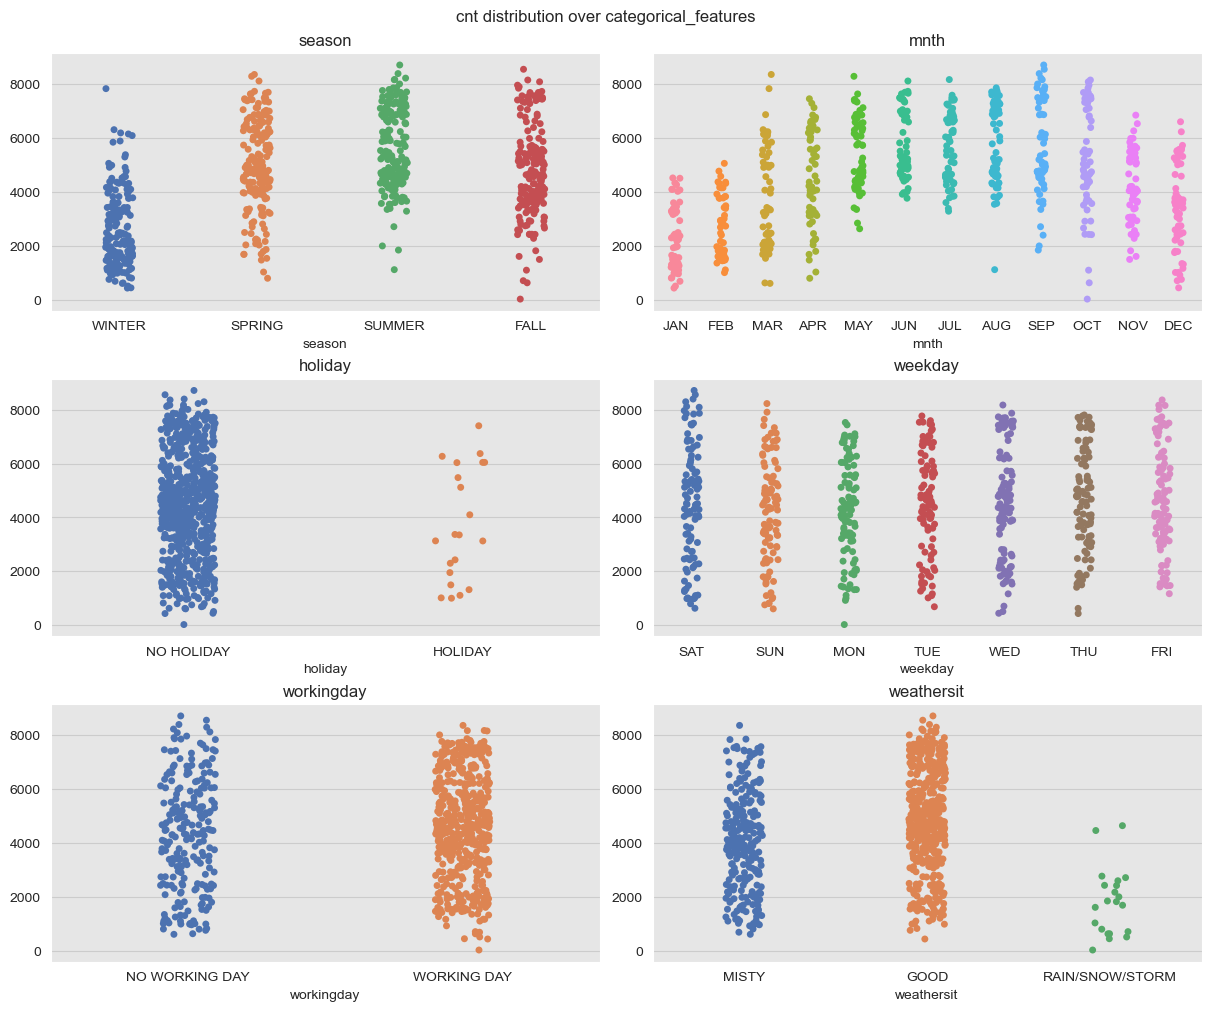 cnt distribution over categorical_features
season
8000
6000
4000
2000
0
WINTER SPRING SUMMER FALL
season
mnth
8000
6000
4000
2000
0
JAN FEB MAR APR MAY JUN JUL AUG SEP OCT NOV DEC
mnth
holiday
8000
6000
4000
2000
0
NO HOLIDAY HOLIDAY
holiday
weekday
8000
6000
4000
2000
0
SAT SUN MON TUE WED THU FRI
weekday
workingday
8000
6000
4000
2000
0
NO WORKING DAY WORKING DAY
workingday
weathersit
8000
6000
4000
2000
0
MISTY GOOD RAIN/SNOW/STORM
weathersit